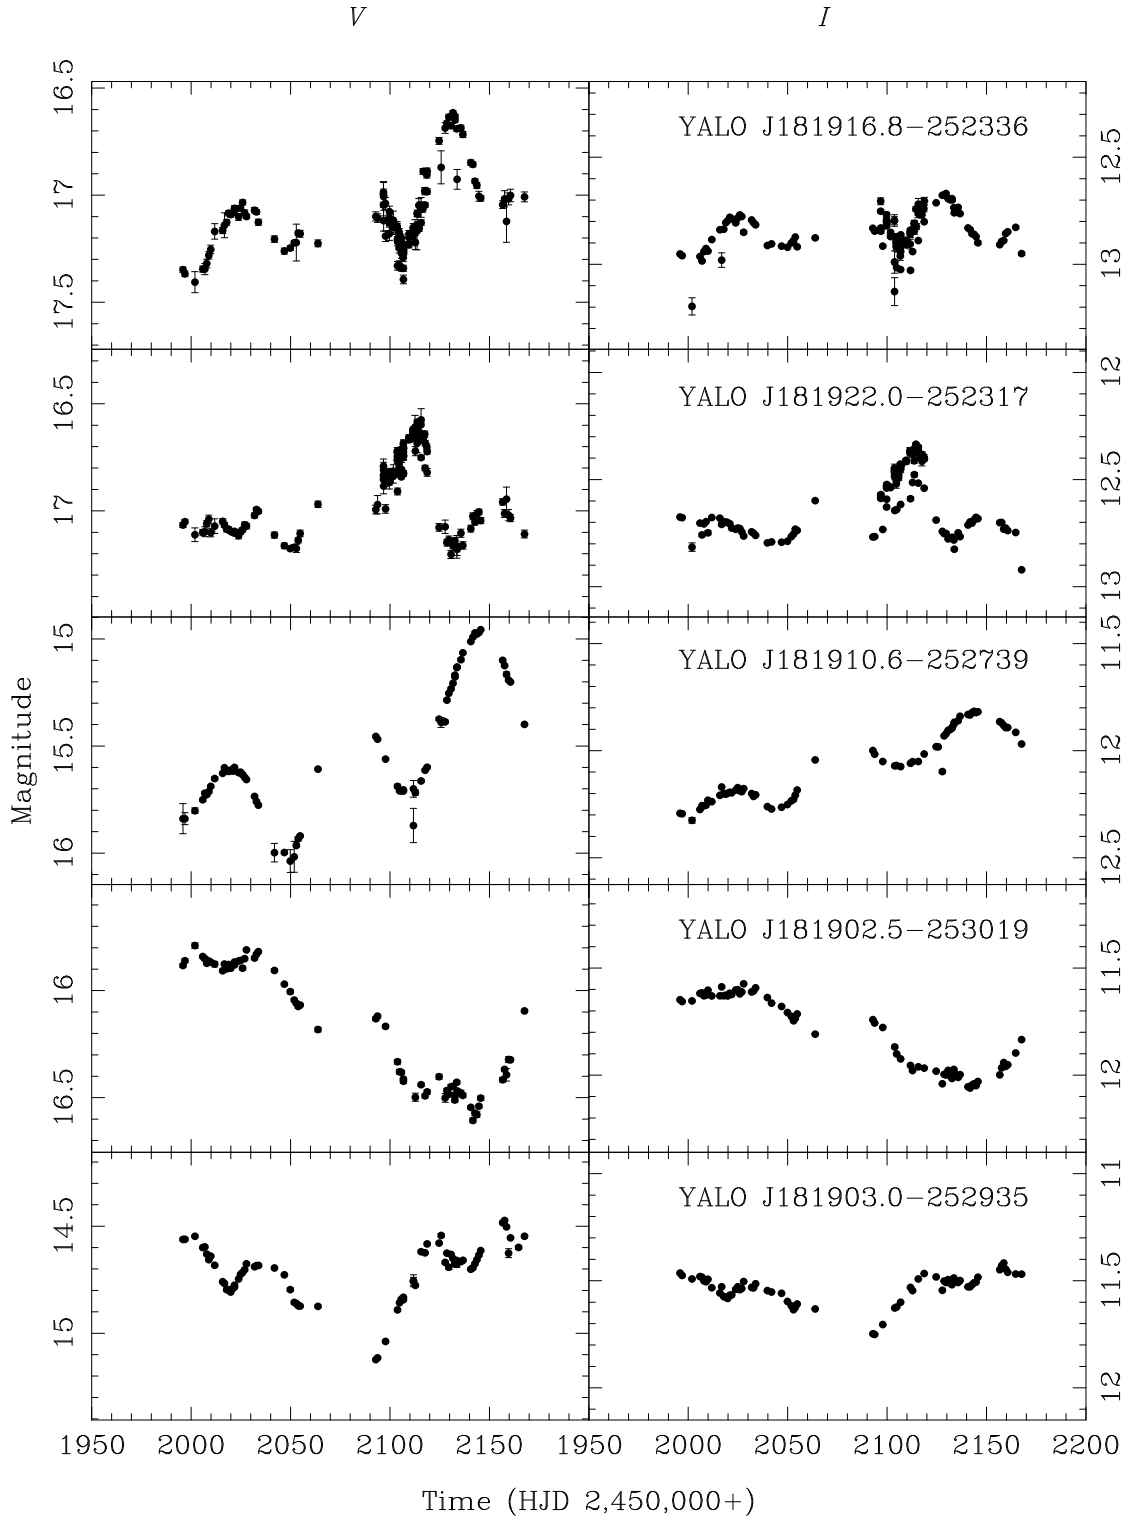 V I
16.5
17
17.5
YALO J181916.8−252336
12.5
13
16.5
17
YALO J181922.0−252317
12
12.5
13
15
15.5
16
YALO J181910.6−252739
11.5
12
12.5
Magnitude
16
16.5
YALO J181902.5−253019
11.5
12
14.5
15
YALO J181903.0−252935
11
11.5
12
1950 2000 2050 2100 2150 1950 2000 2050 2100 2150 2200
Time (HJD 2,450,000+)